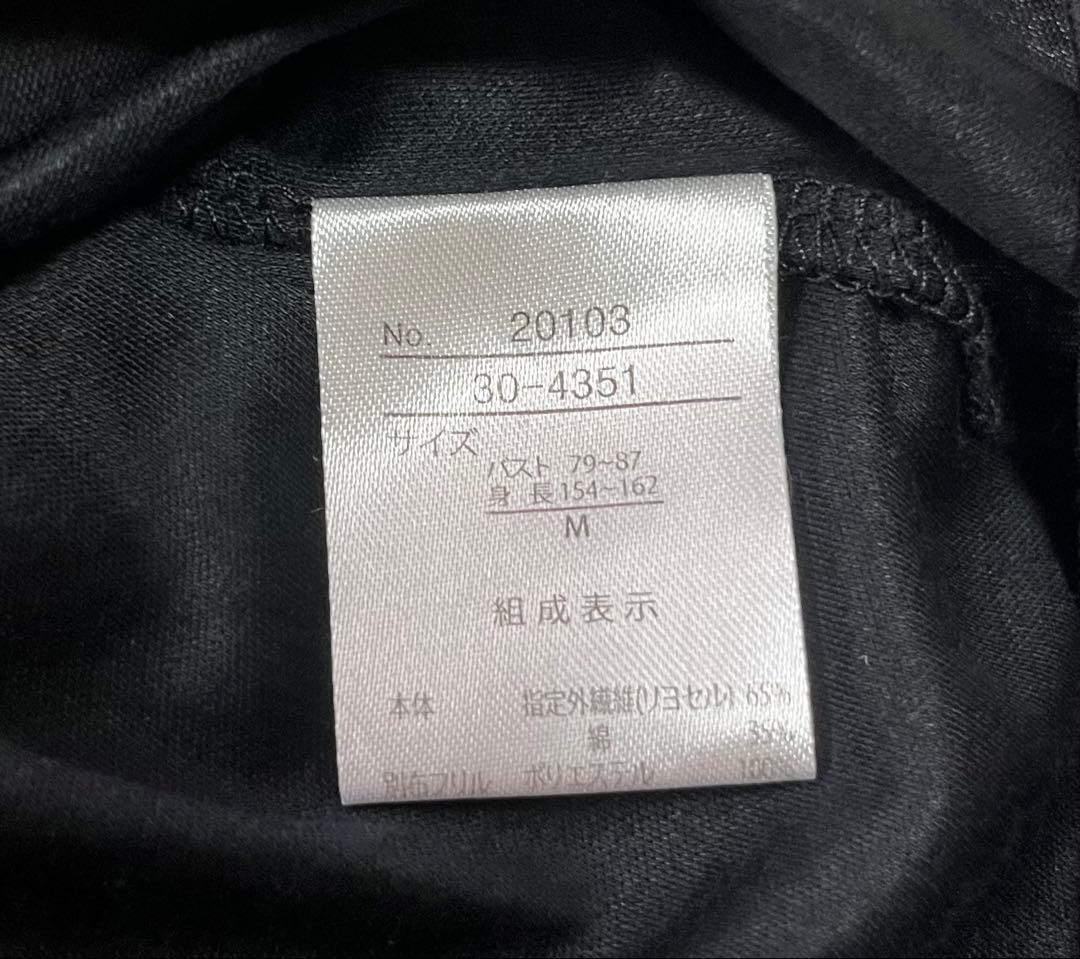 No. 20103
30-4351
サイズ
バスト 79~87
身長 154~162
M
組成表示
本体 指定外繊維(リヨセル) 65%
綿 35%
別布フリル ポリエステル 100%